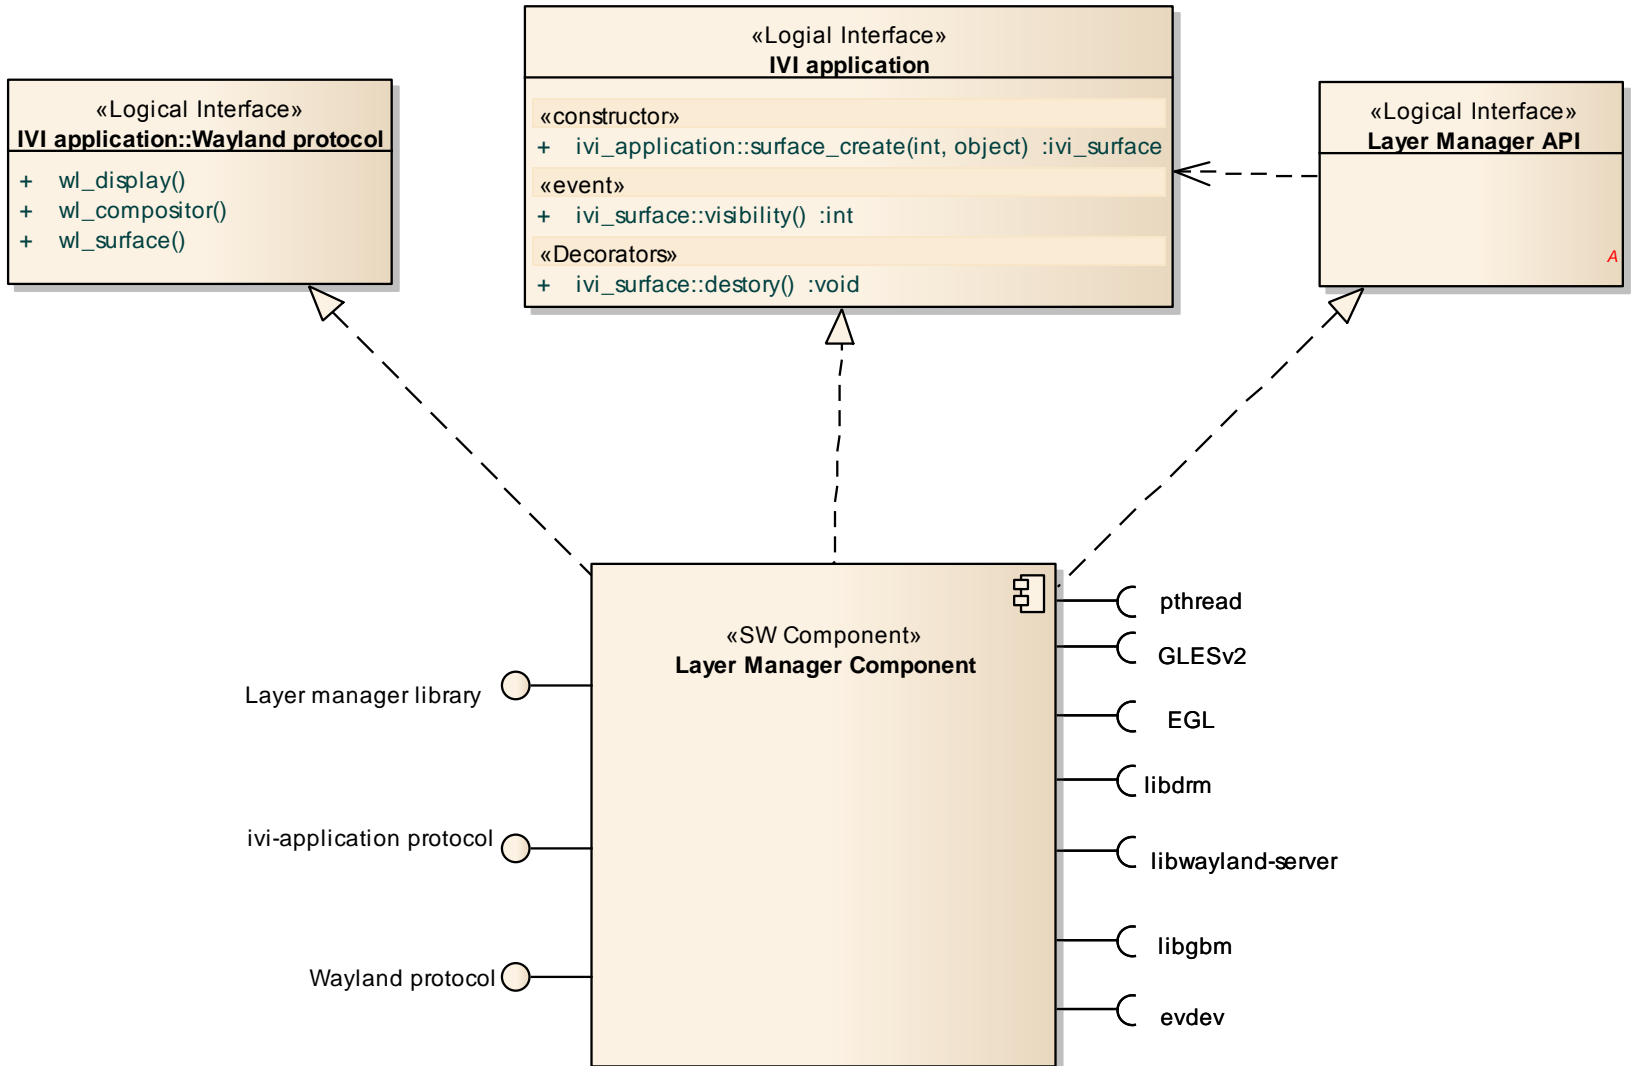 «Logical Interface»
IVI application::Wayland protocol
+ wl_display()
+ wl_compositor()
+ wl_surface()
«Logial Interface»
IVI application
«constructor»
+ ivi_application::surface_create(int, object) :ivi_surface
«event»
+ ivi_surface::visibility() :int
«Decorators»
+ ivi_surface::destory() :void
«Logical Interface»
Layer Manager API
A
«SW Component»
Layer Manager Component
Layer manager library
ivi-application protocol
Wayland protocol
pthread
GLESv2
EGL
libdrm
libwayland-server
libgbm
evdev